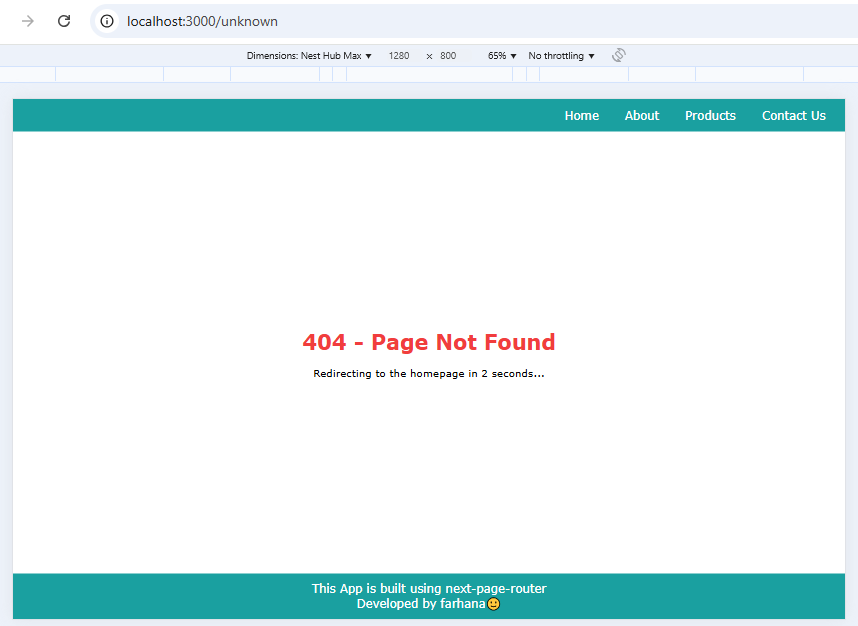 localhost:3000/unknown
Dimensions: Nest Hub Max ▼ 1280 × 800 65% ▼ No throttling ▼
Home About Products Contact Us
404 - Page Not Found
Redirecting to the homepage in 2 seconds...
This App is built using next-page-router
Developed by farhana🙂